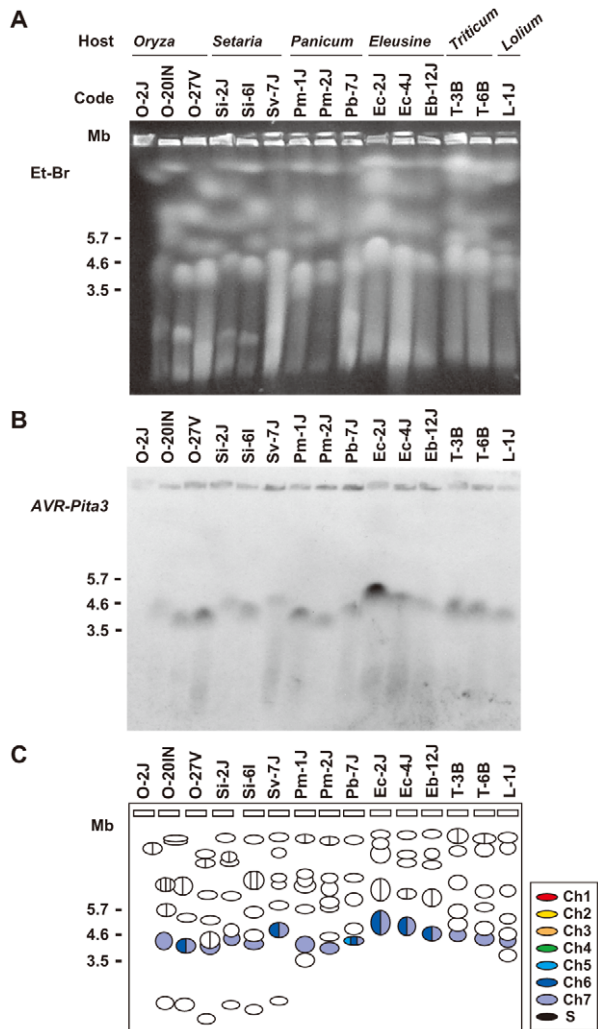 A
Host Oryza Setaria Panicum Eleusine Triticum Lolium
Code O-2J O-20IN O-27V Si-2J Si-6I Sv-7J Pm-1J Pm-2J Pb-7J Ec-2J Ec-4J Eb-12J T-3B T-6B L-1J
Mb
Et-Br
5.7
4.6
3.5
B
O-2J O-20IN O-27V Si-2J Si-6I Sv-7J Pm-1J Pm-2J Pb-7J Ec-2J Ec-4J Eb-12J T-3B T-6B L-1J
AVR-Pita3
5.7
4.6
3.5
C
O-2J O-20IN O-27V Si-2J Si-6I Sv-7J Pm-1J Pm-2J Pb-7J Ec-2J Ec-4J Eb-12J T-3B T-6B L-1J
Mb
5.7
4.6
3.5
Ch1
Ch2
Ch3
Ch4
Ch5
Ch6
Ch7
S